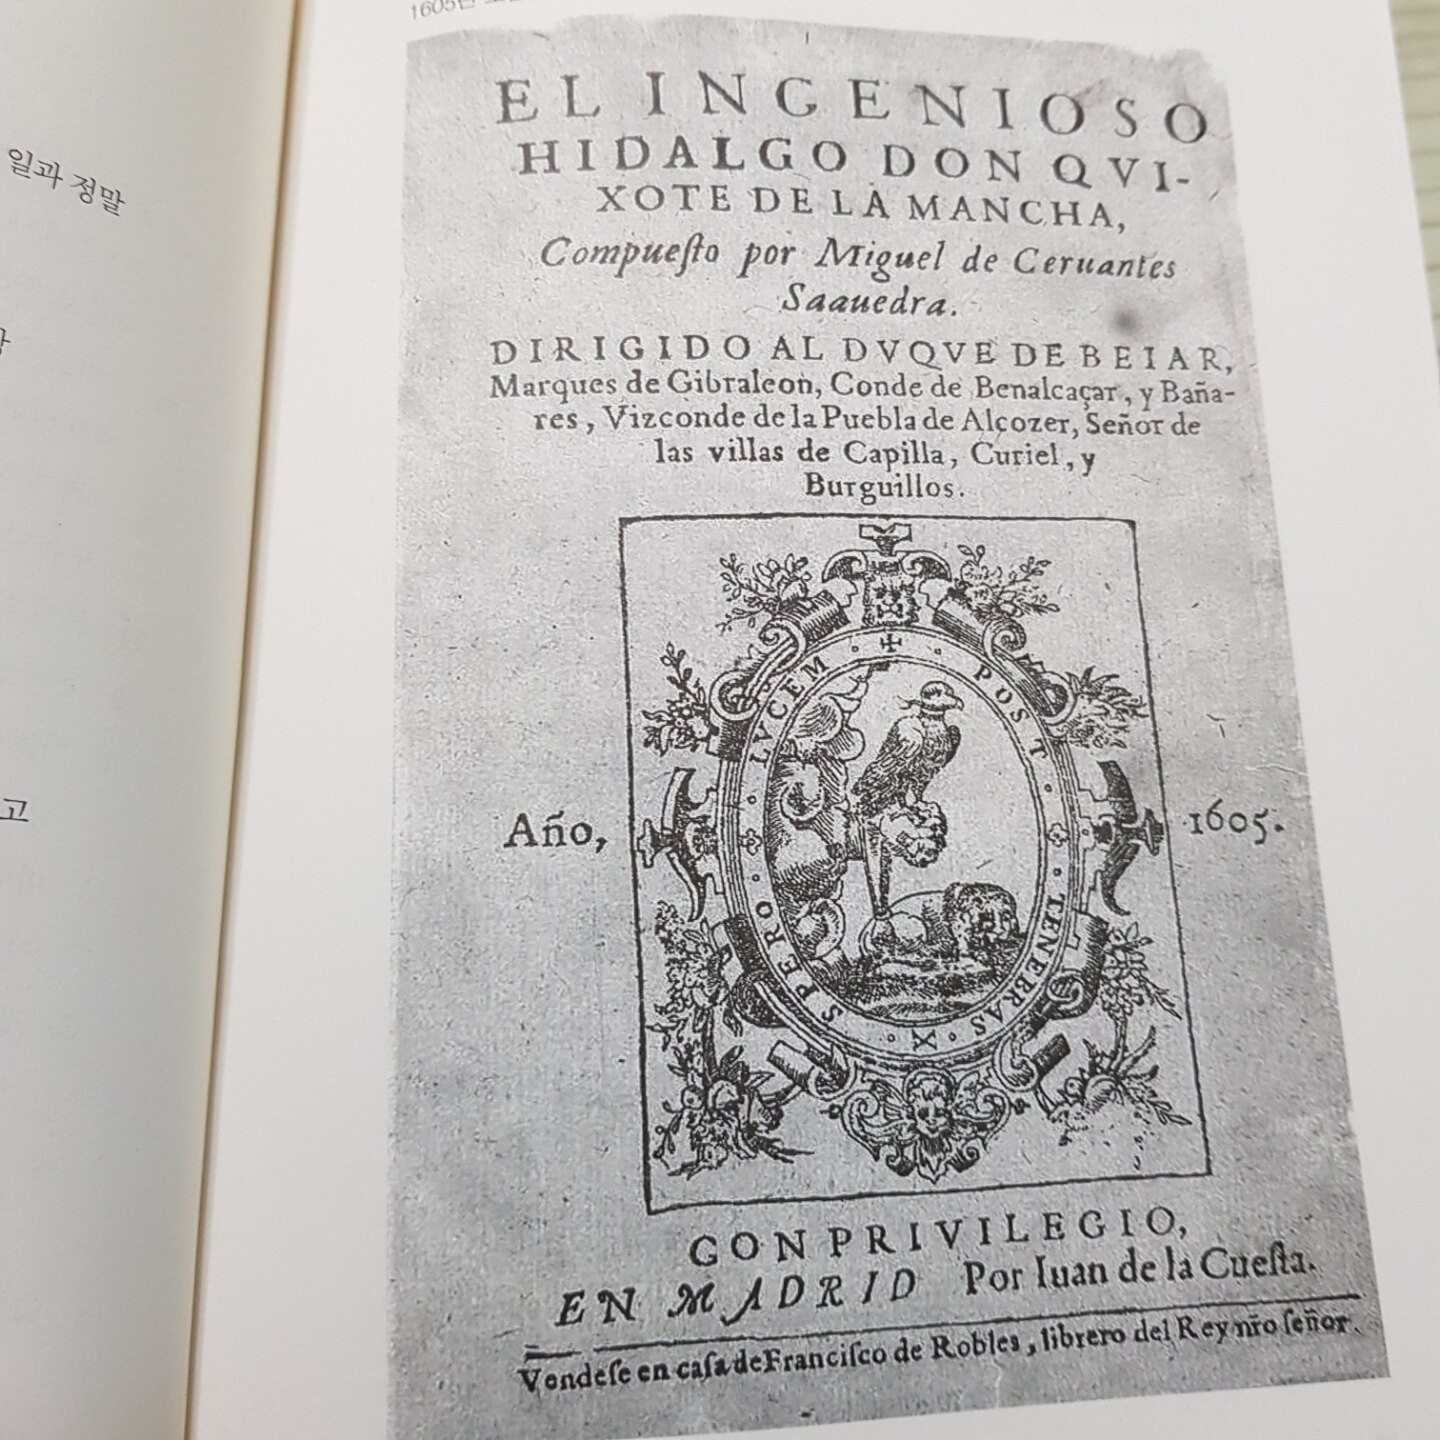 일과 정말
고
EL INGENIOSO
HIDALGO DON QVI-
XOTE DE LA MANCHA,
Compueſto por Miguel de Ceruantes
Saauedra.
DIRIGIDO AL DVQVE DE BEIAR,
Marques de Gibraleon, Conde de Benalcaçar, y Baña-
res, Vizconde de la Puebla de Alcozer, Señor de
las villas de Capilla, Curiel, y
Burguillos.
POST TENEBRAS SPERO LVCEM
Año, 1605.
CON PRIVILEGIO,
EN MADRID Por Iuan de la Cueſta.
Vendeſe en caſa de Franciſco de Robles, librero del Rey nr̃o ſeñor.